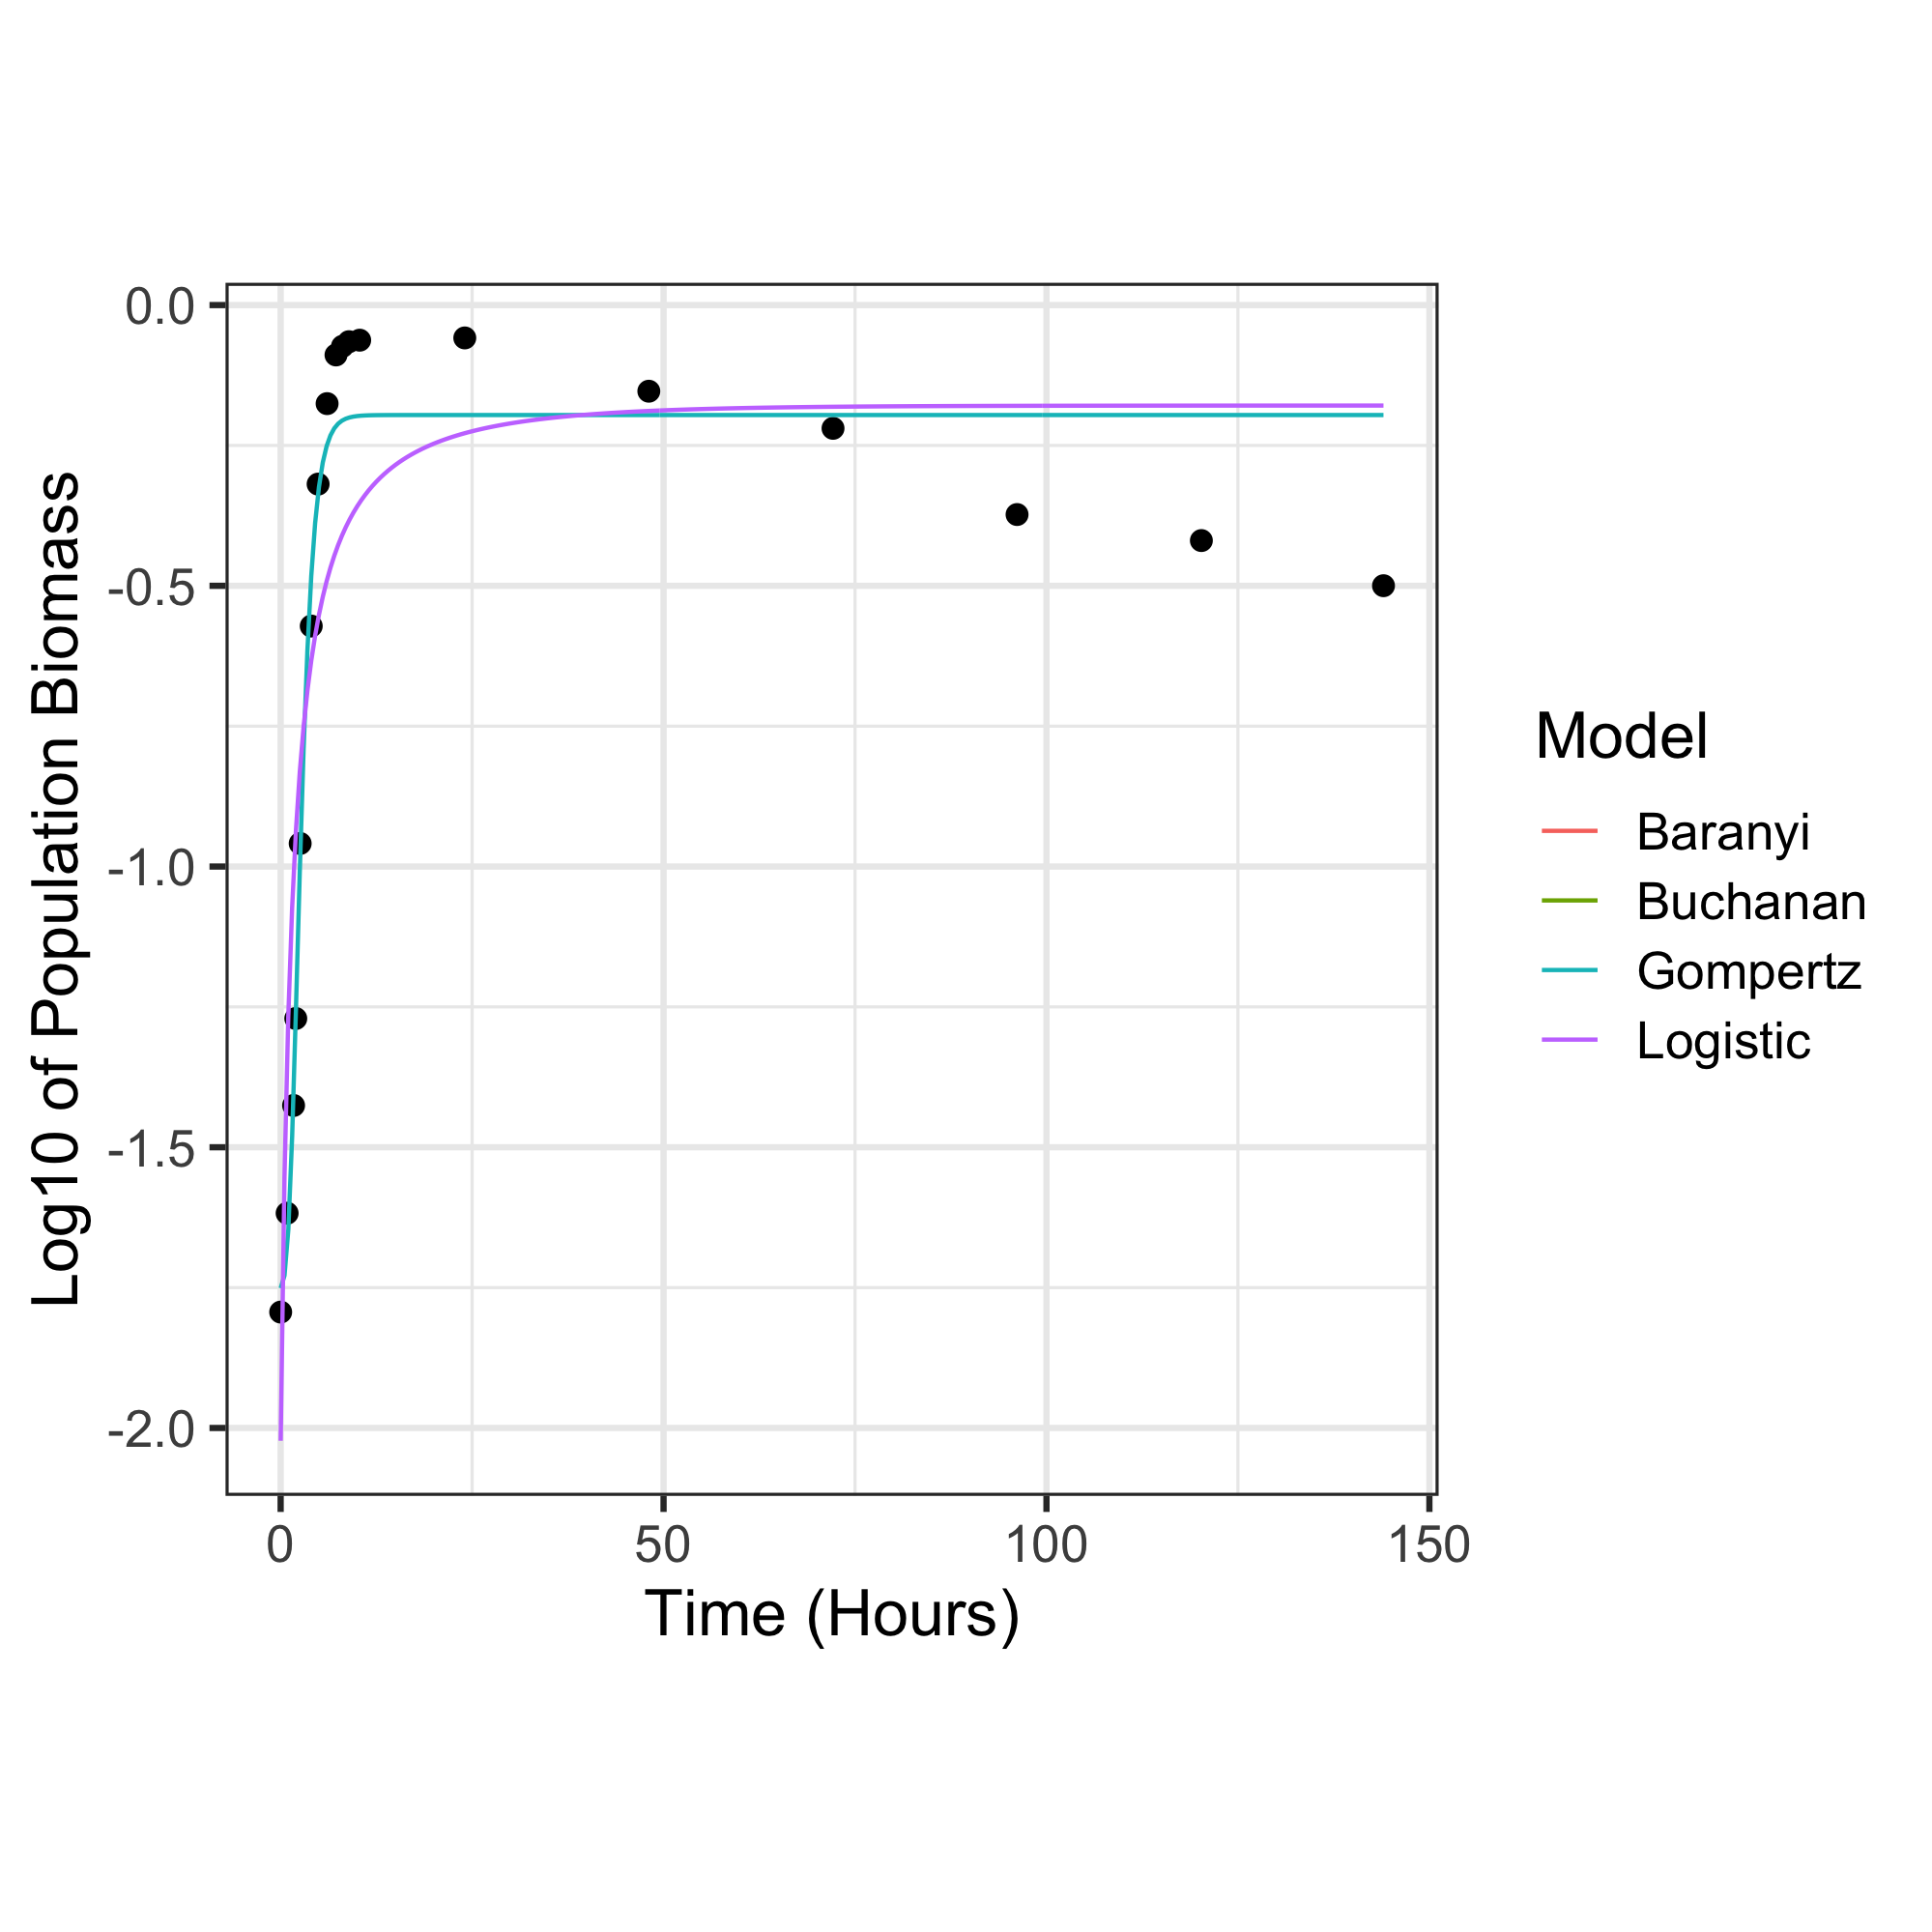 0.0
-0.5
-1.0
-1.5
-2.0
0
50
100
150
Time (Hours)
Log10 of Population Biomass
Model
Baranyi
Buchanan
Gompertz
Logistic